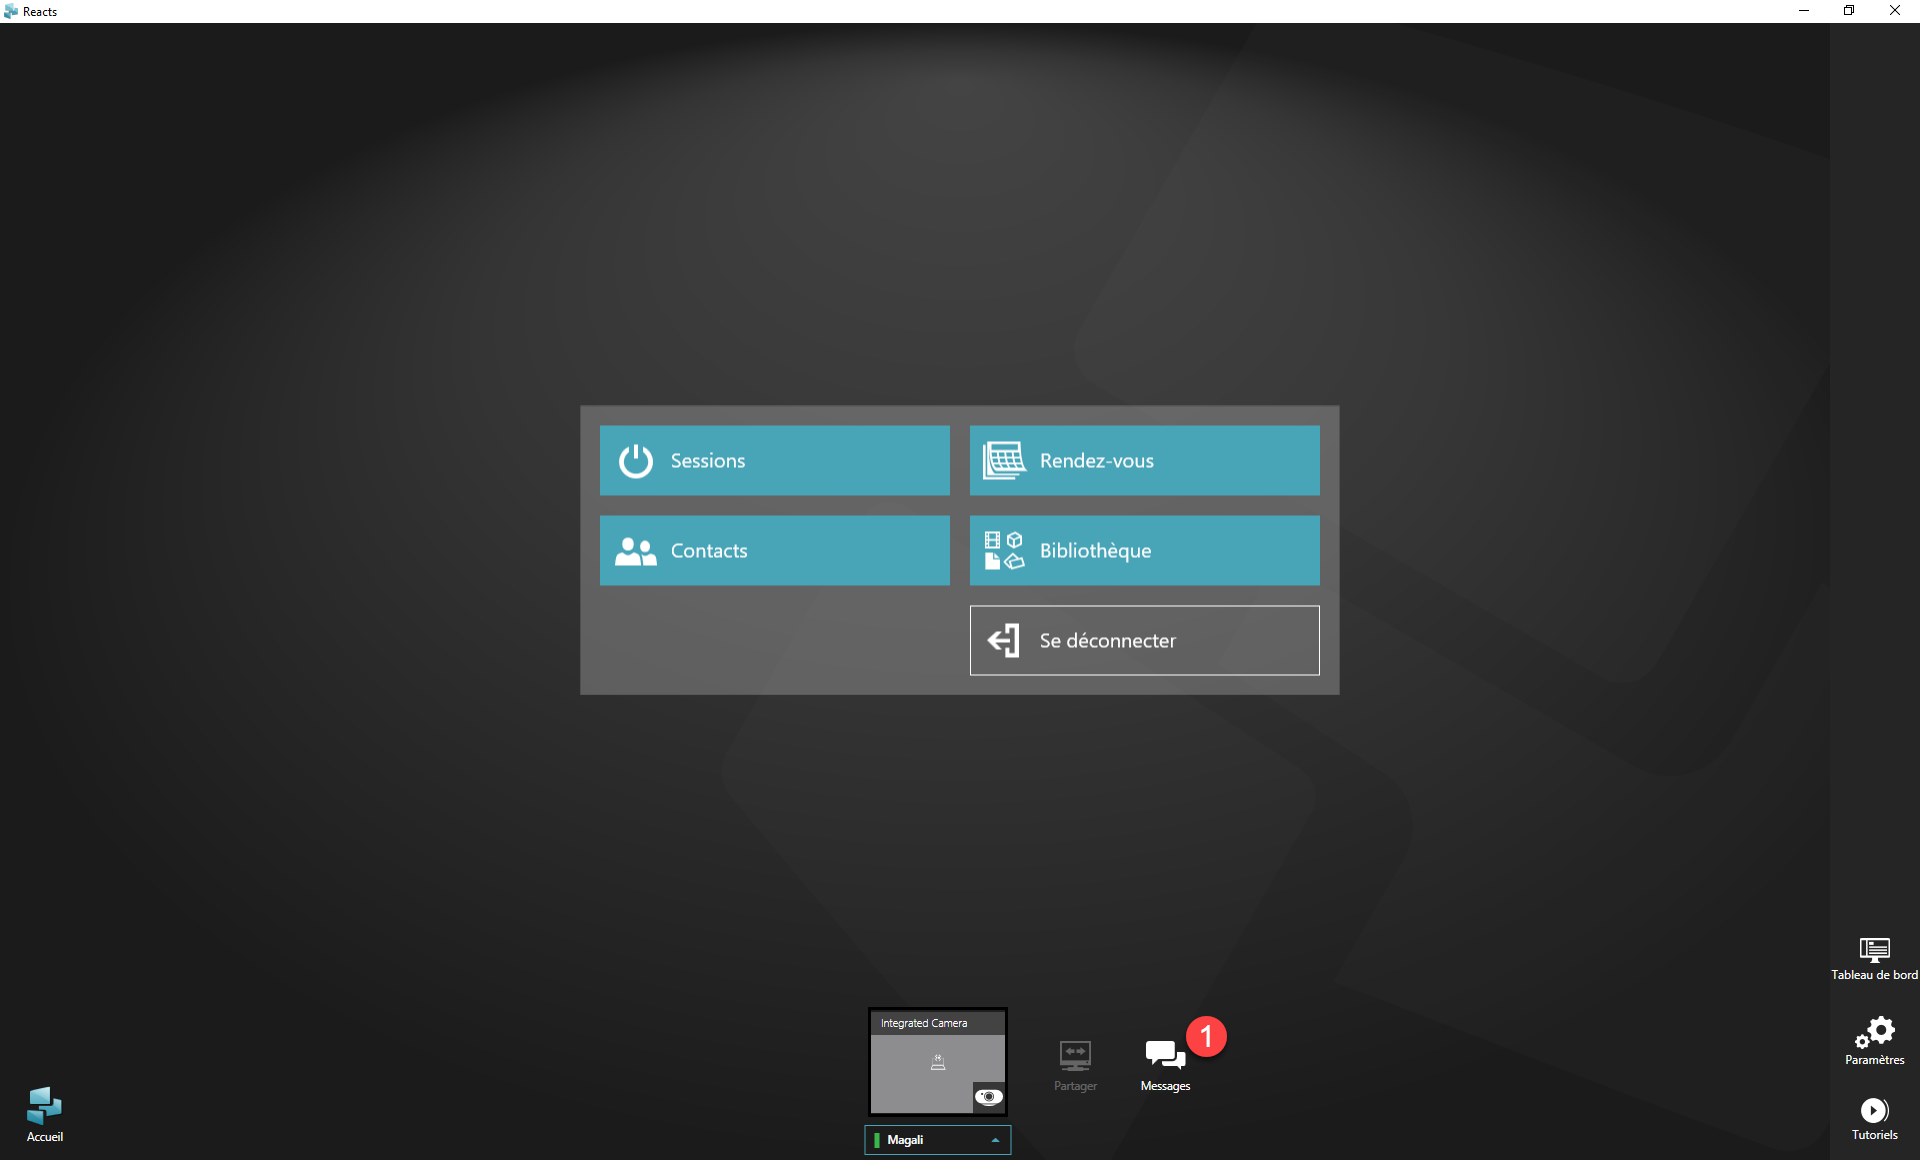 Reacts
Sessions
Rendez-vous
Contacts
Bibliothèque
Se déconnecter
Tableau de bord
Integrated Camera
1
Partager
Messages
Paramètres
Accueil
Magali
Tutoriels